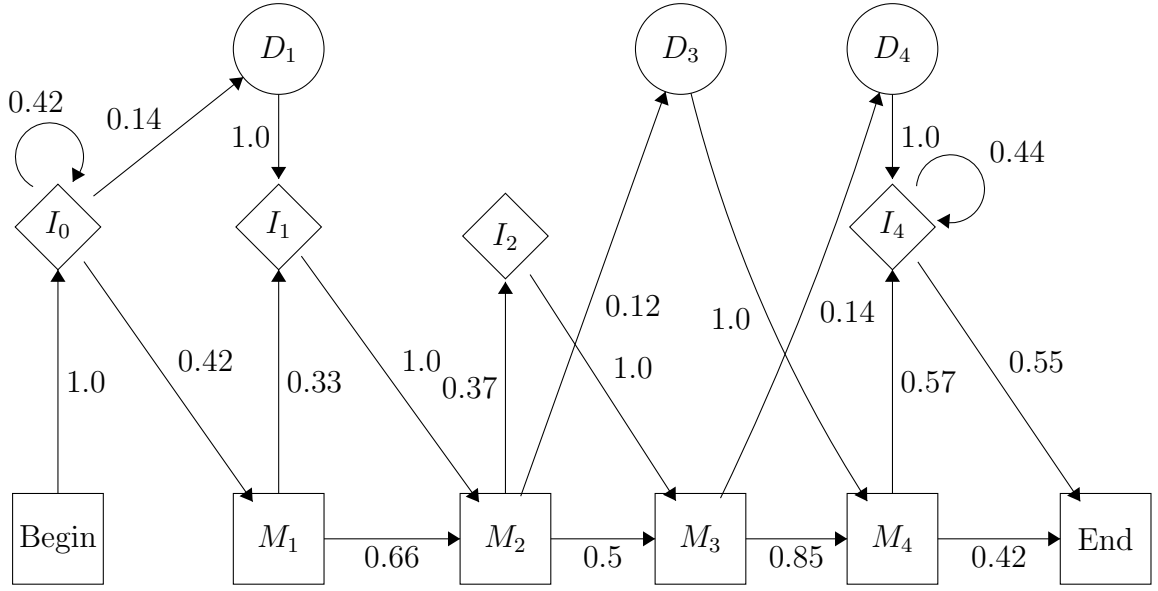 D₁ D₃ D₄
0.42 0.14 1.0 1.0 0.44
I₀ I₁ I₂ I₄
0.12 1.0 0.14
1.0 0.42 0.33 1.0 0.37 1.0 0.57 0.55
Begin M₁ M₂ M₃ M₄ End
0.66 0.5 0.85 0.42